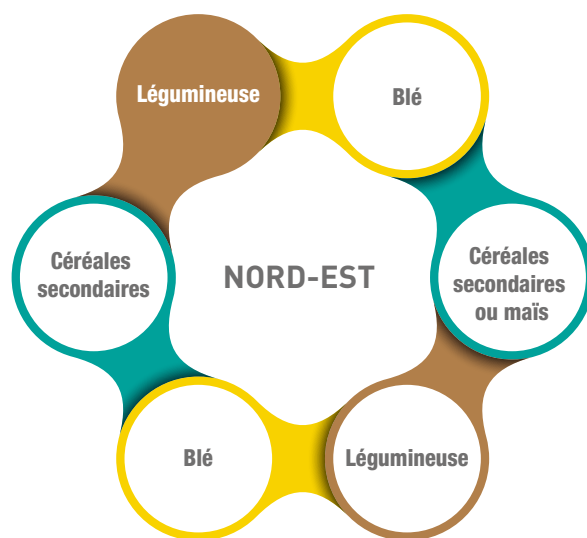 Légumineuse
Blé
Céréales
secondaires
NORD-EST
Céréales
secondaires
ou maïs
Blé
Légumineuse